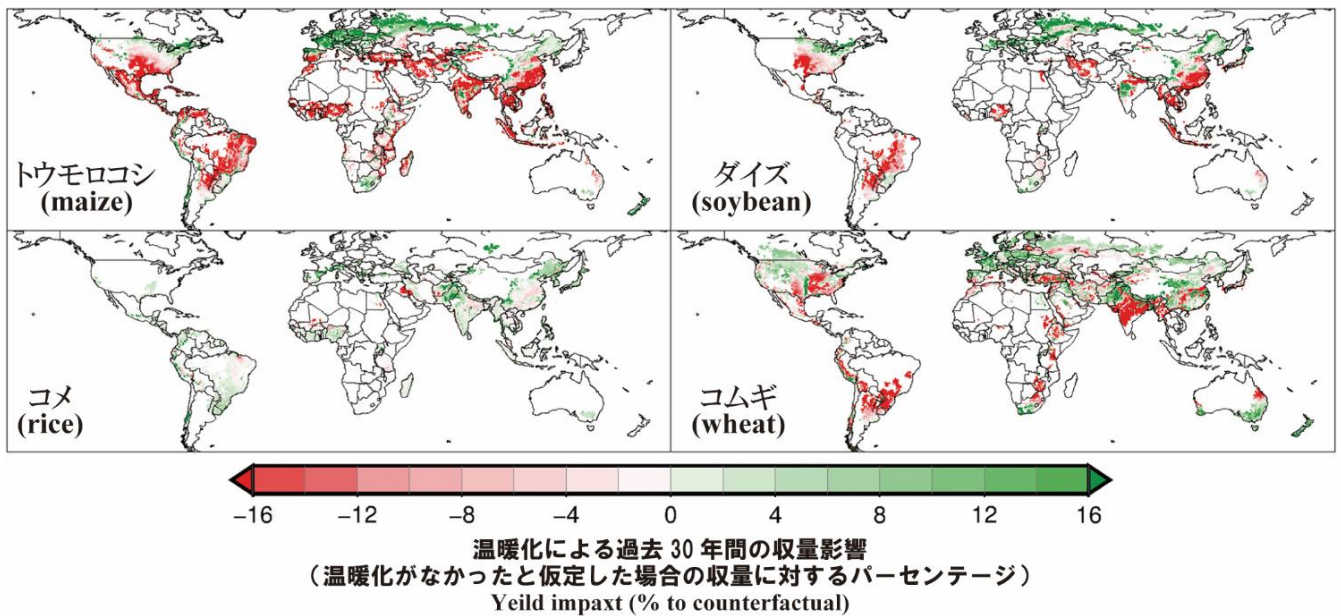 トウモロコシ
(maize)
ダイズ
(soybean)
コメ
(rice)
コムギ
(wheat)
−16 −12 −8 −4 0 4 8 12 16
温暖化による過去 30 年間の収量影響
（温暖化がなかったと仮定した場合の収量に対するパーセンテージ）
Yeild impaxt (% to counterfactual)